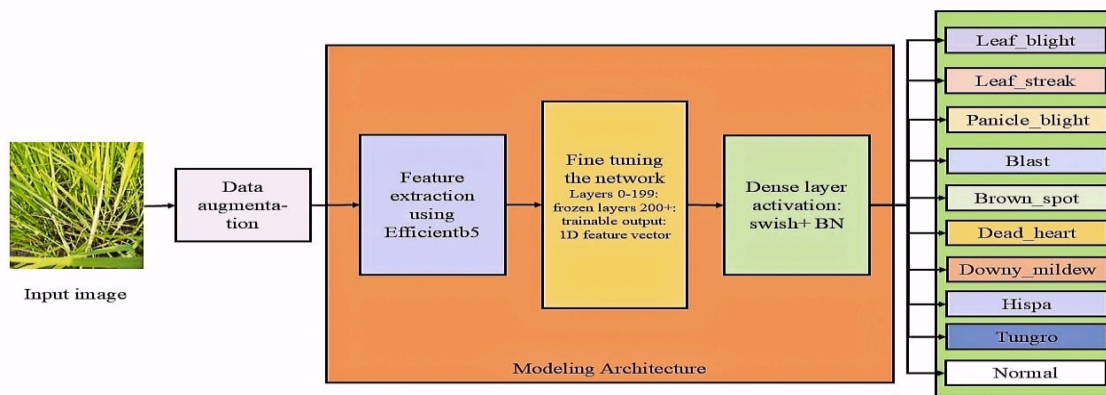 Input image
Data
augmenta-
tion
Feature
extraction
using
Efficientb5
Fine tuning
the network
Layers 0-199:
frozen layers 200+:
trainable output:
1D feature vector
Dense layer
activation:
swish+ BN
Modeling Architecture
Leaf_blight
Leaf_streak
Panicle_blight
Blast
Brown_spot
Dead_heart
Downy_mildew
Hispa
Tungro
Normal